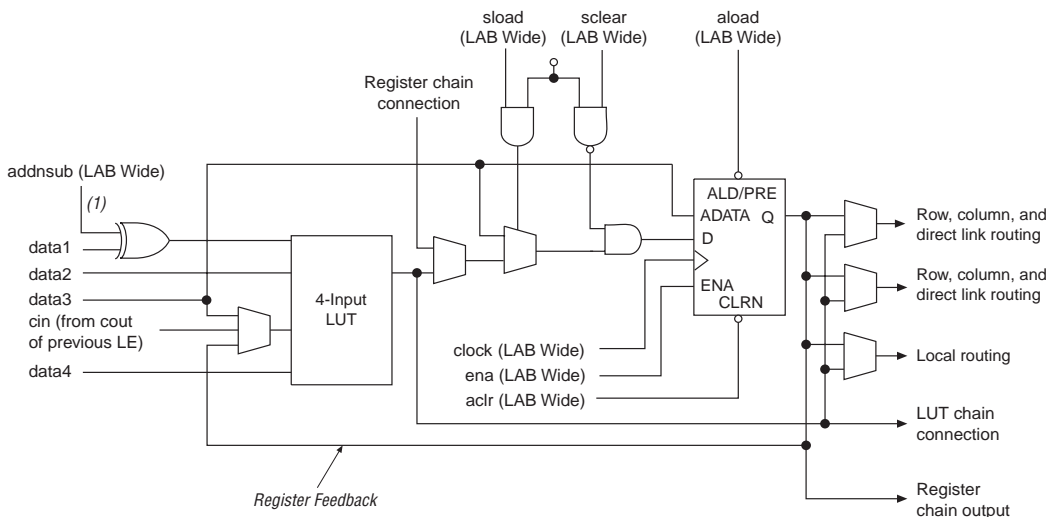 sload
(LAB Wide)
sclear
(LAB Wide)
aload
(LAB Wide)
Register chain
connection
addnsub (LAB Wide)
(1)
data1
data2
data3
cin (from cout
of previous LE)
data4
4-Input
LUT
ALD/PRE
ADATA Q
D
ENA
CLRN
clock (LAB Wide)
ena (LAB Wide)
aclr (LAB Wide)
Row, column, and
direct link routing
Row, column, and
direct link routing
Local routing
LUT chain
connection
Register
chain output
Register Feedback